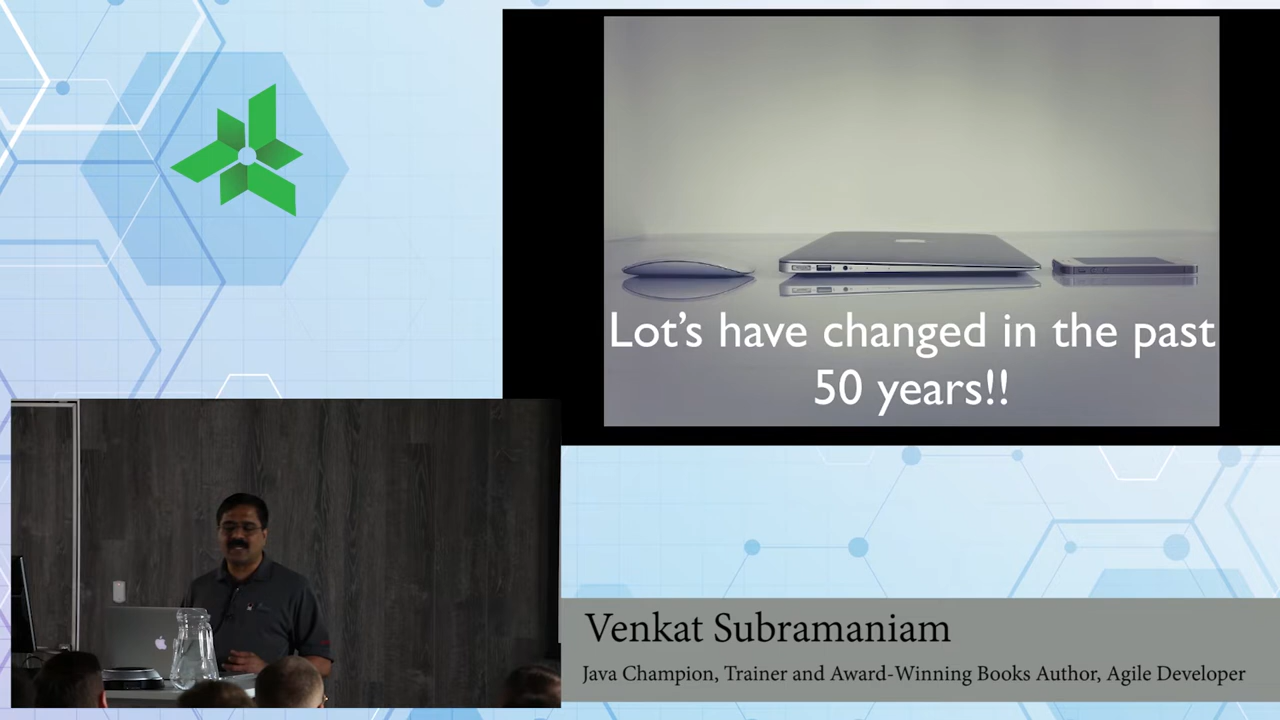 Lot's have changed in the past
50 years!!
Venkat Subramaniam
Java Champion, Trainer and Award-Winning Books Author, Agile Developer